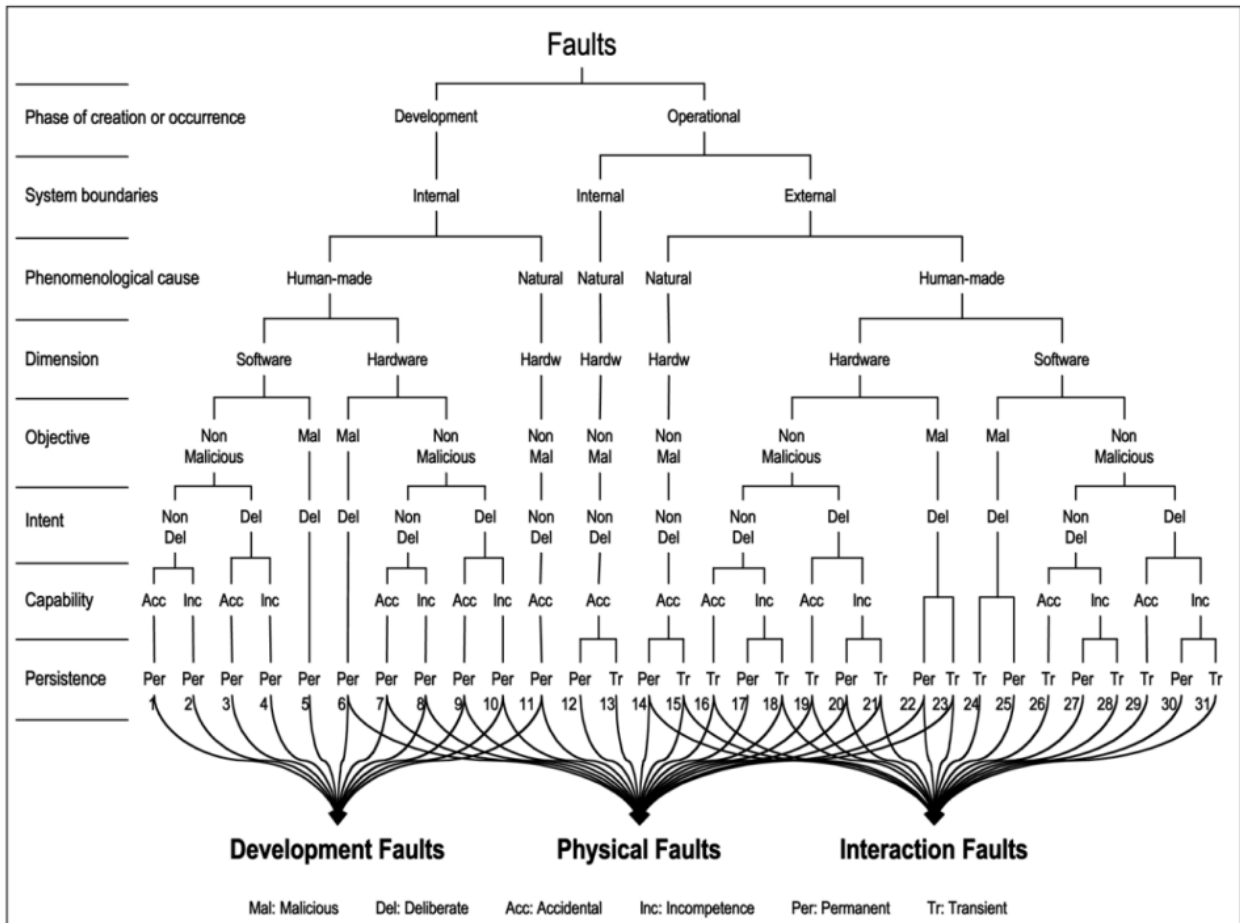 Faults
Phase of creation or occurrence Development Operational
System boundaries Internal Internal External
Phenomenological cause Human-made Natural Natural Natural Human-made
Dimension Software Hardware Hardw Hardw Hardw Hardware Software
Objective Non Mal Mal Non Non Non Non Non Mal Mal Non
Malicious Malicious Mal Mal Mal Malicious Malicious
Intent Non Del Del Del Non Del Non Non Non Non Del Del Del Non Del
Del Del Del Del Del Del Del
Capability Acc Inc Acc Inc Acc Inc Acc Inc Acc Acc Acc Acc Inc Acc Inc Acc Inc Acc Inc
Persistence Per Per Per Per Per Per Per Per Per Per Per Per Tr Per Tr Tr Per Tr Tr Per Tr Per Tr Tr Per Tr Per Tr Tr Per Tr
1 2 3 4 5 6 7 8 9 10 11 12 13 14 15 16 17 18 19 20 21 22 23 24 25 26 27 28 29 30 31
Development Faults Physical Faults Interaction Faults
Mal: Malicious Del: Deliberate Acc: Accidental Inc: Incompetence Per: Permanent Tr: Transient